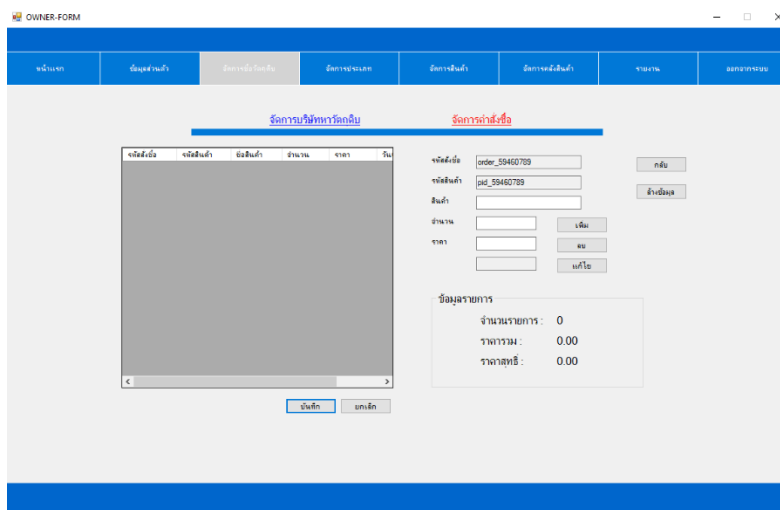 OWNER-FORM
หน้าแรก ข้อมูลส่วนตัว จัดการซื้อวัตถุดิบ จัดการประเภท จัดการสินค้า จัดการคลังสินค้า รายงาน ออกจากระบบ
จัดการบริษัทหาวัตถุดิบ จัดการคำสั่งซื้อ
รหัสสั่งซื้อ รหัสสินค้า ชื่อสินค้า จำนวน ราคา วัน
รหัสสั่งซื้อ order_59460789 กลับ
รหัสสินค้า pid_59460789 ล้างข้อมูล
สินค้า
จำนวน เพิ่ม
ราคา ลบ
แก้ไข
ข้อมูลรายการ
จำนวนรายการ : 0
ราคารวม : 0.00
ราคาสุทธิ์ : 0.00
บันทึก ยกเลิก